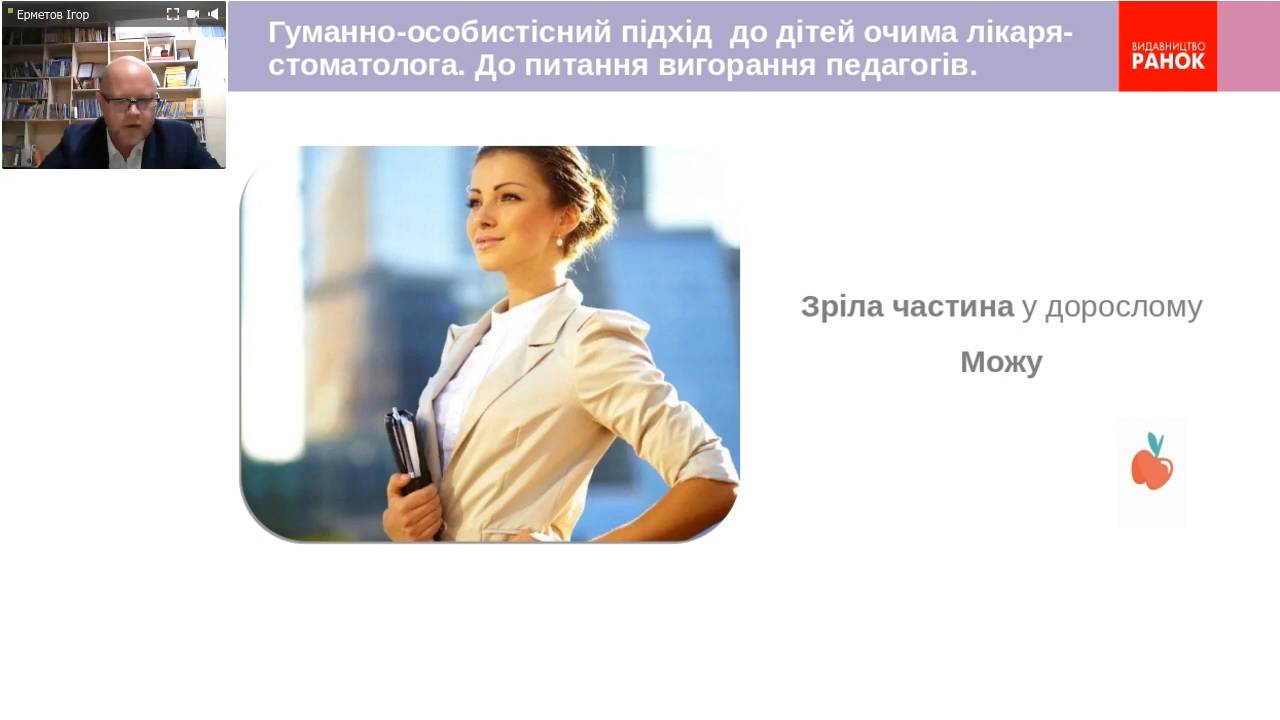 Ерметов Ігор
Гуманно-особистісний підхід  до дітей очима лікаря-
стоматолога. До питання вигорання педагогів.
ВИДАВНИЦТВО
РАНОК
Зріла частина у дорослому
Можу